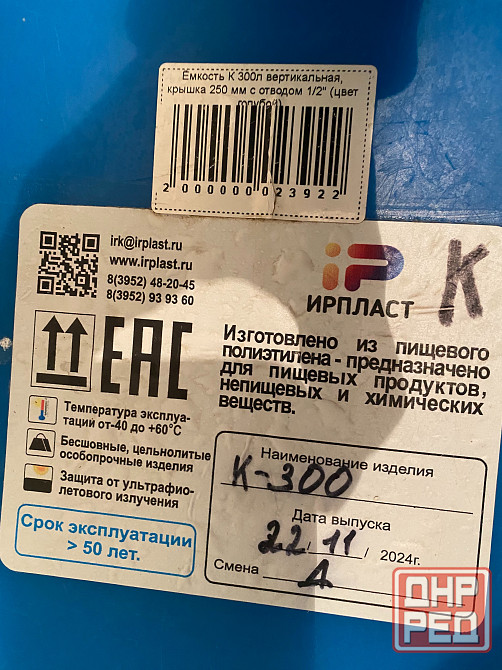 Емкость К 300л вертикальная,
крышка 250 мм с отводом 1/2" (цвет
голубой)
2 000000 023922
irk@irplast.ru
www.irplast.ru
8(3952) 48-20-45
8(3952) 93 93 60
ИРПЛАСТ
К
EAC
Изготовлено из пищевого
полиэтилена - предназначено
для пищевых продуктов,
непищевых и химических
веществ.
Температура эксплуа-
тации от-40 до +60°С
Бесшовные, цельнолитые
особопрочные изделия
Защита от ультрафио-
летового излучения
Срок эксплуатации
> 50 лет.
Наименование изделия
К-300
Дата выпуска
22/11/2024г.
Смена Д
ДНР
РЕД